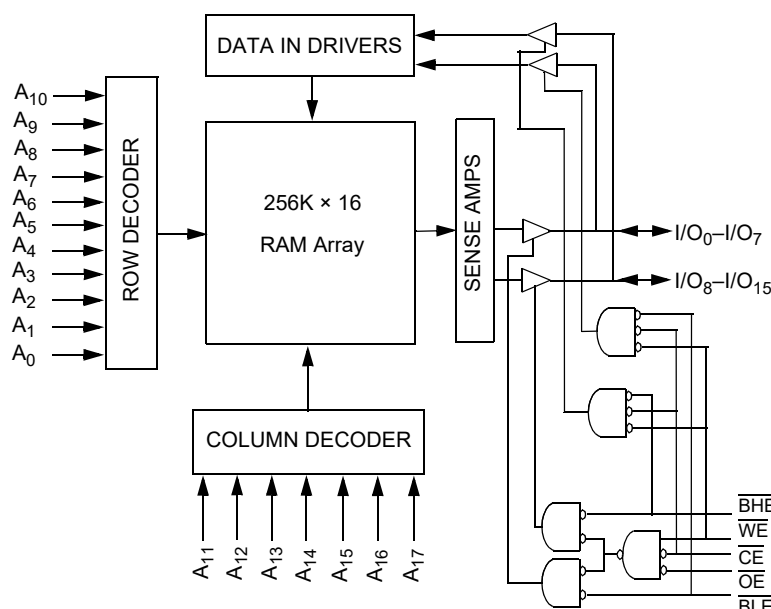 DATA IN DRIVERS
A10
A9
A8
A7
A6
A5
A4
A3
A2
A1
A0
ROW DECODER
256K × 16
RAM Array
SENSE AMPS
I/O0–I/O7
I/O8–I/O15
COLUMN DECODER
A11
A12
A13
A14
A15
A16
A17
BHE
WE
CE
OE
BLE